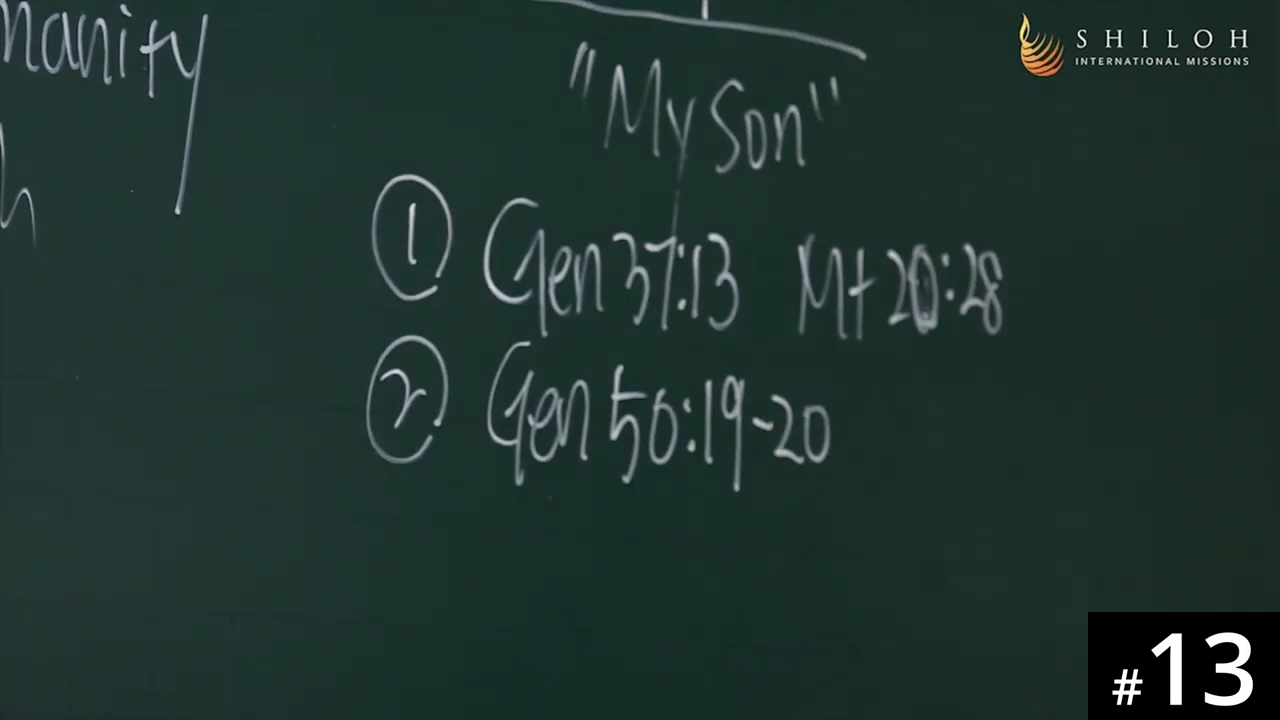 manity
"My Son"
① Gen 37:13 Mt 20:28
② Gen 50:19-20
SHILOH
INTERNATIONAL MISSIONS
#13